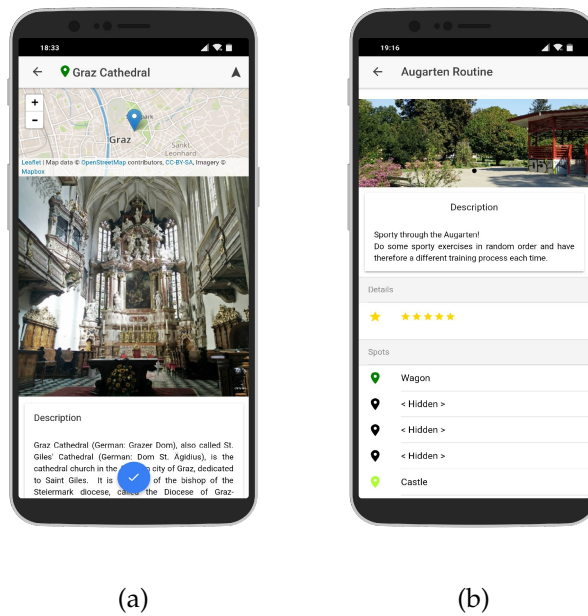 18:33
Graz Cathedral
+
-
Graz
Sankt
Leonhard
Leaflet | Map data © OpenStreetMap contributors, CC-BY-SA, Imagery ©
Mapbox
Description
Graz Cathedral (German: Grazer Dom), also called St.
Giles' Cathedral (German: Dom St. Ägidius), is the
cathedral church in the city of Graz, dedicated
to Saint Giles. It is of the bishop of the
Steiermark diocese, the Diocese of Graz-
(a)
19:16
Augarten Routine
Description
Sporty through the Augarten!
Do some sporty exercises in random order and have
therefore a different training process each time.
Details
Spots
Wagon
< Hidden >
< Hidden >
< Hidden >
Castle
(b)